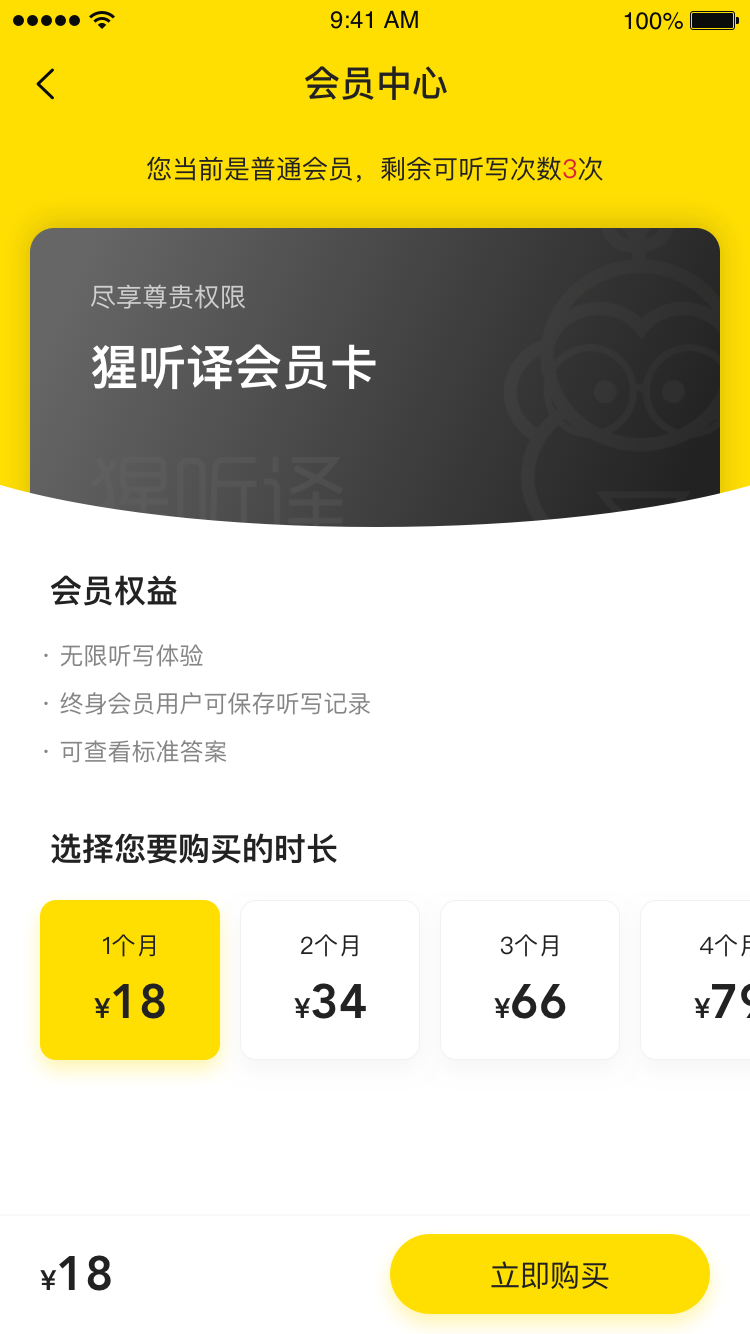 9:41 AM
100%
会员中心
您当前是普通会员，剩余可听写次数3次
尽享尊贵权限
猩听译会员卡
猩听译
会员权益
· 无限听写体验
· 终身会员用户可保存听写记录
· 可查看标准答案
选择您要购买的时长
1个月 2个月 3个月 4个月
¥18 ¥34 ¥66 ¥79
¥18 立即购买